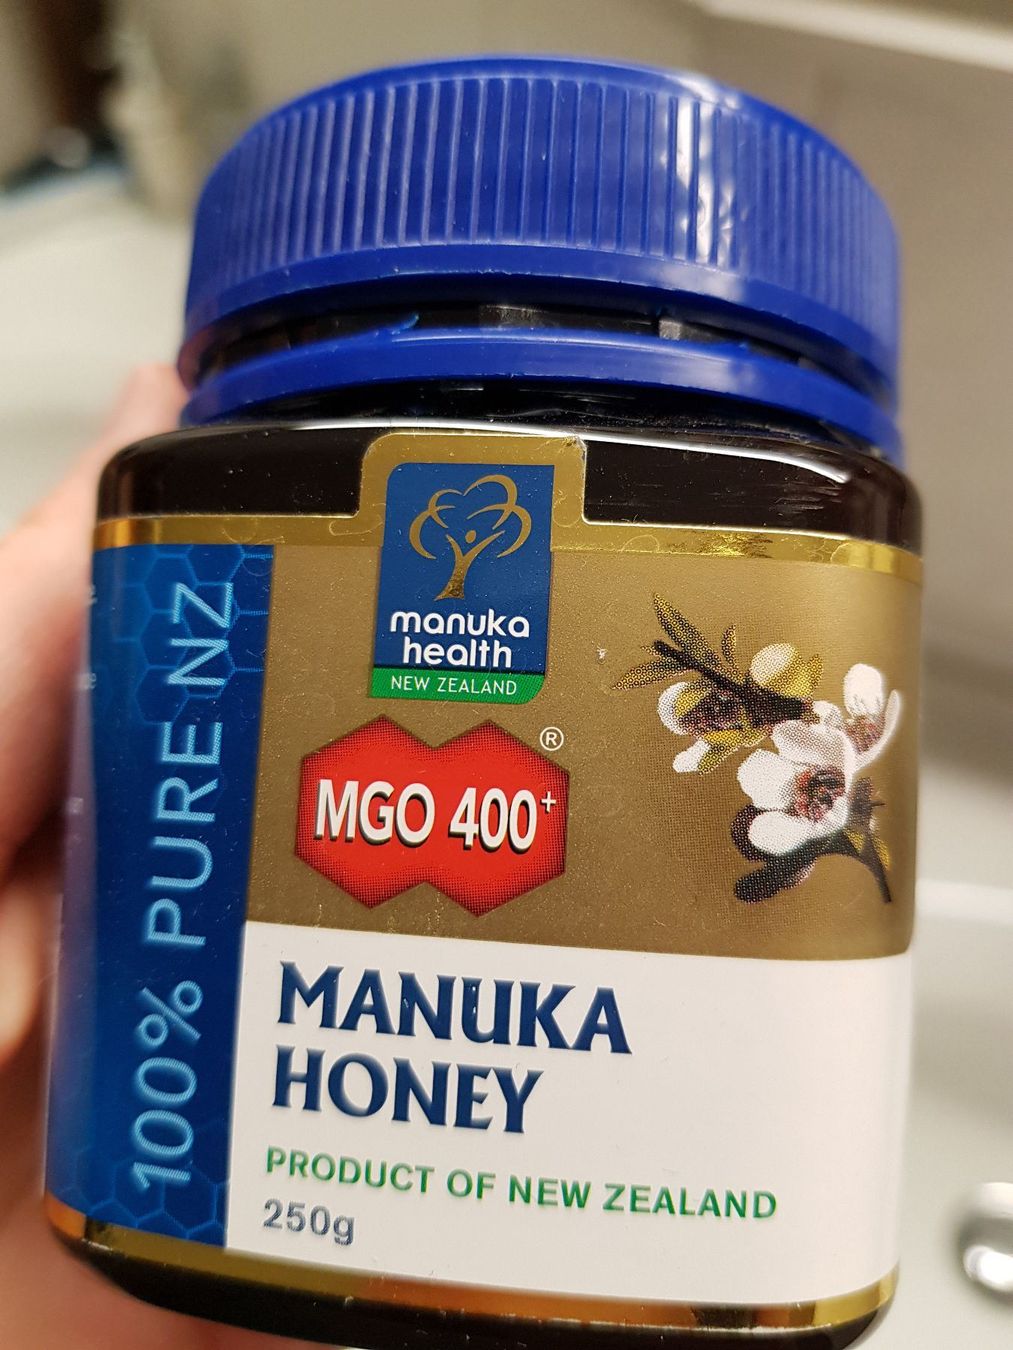 manuka
health
NEW ZEALAND
MGO 400+
®
100% PURE NZ
MANUKA
HONEY
PRODUCT OF NEW ZEALAND
250g